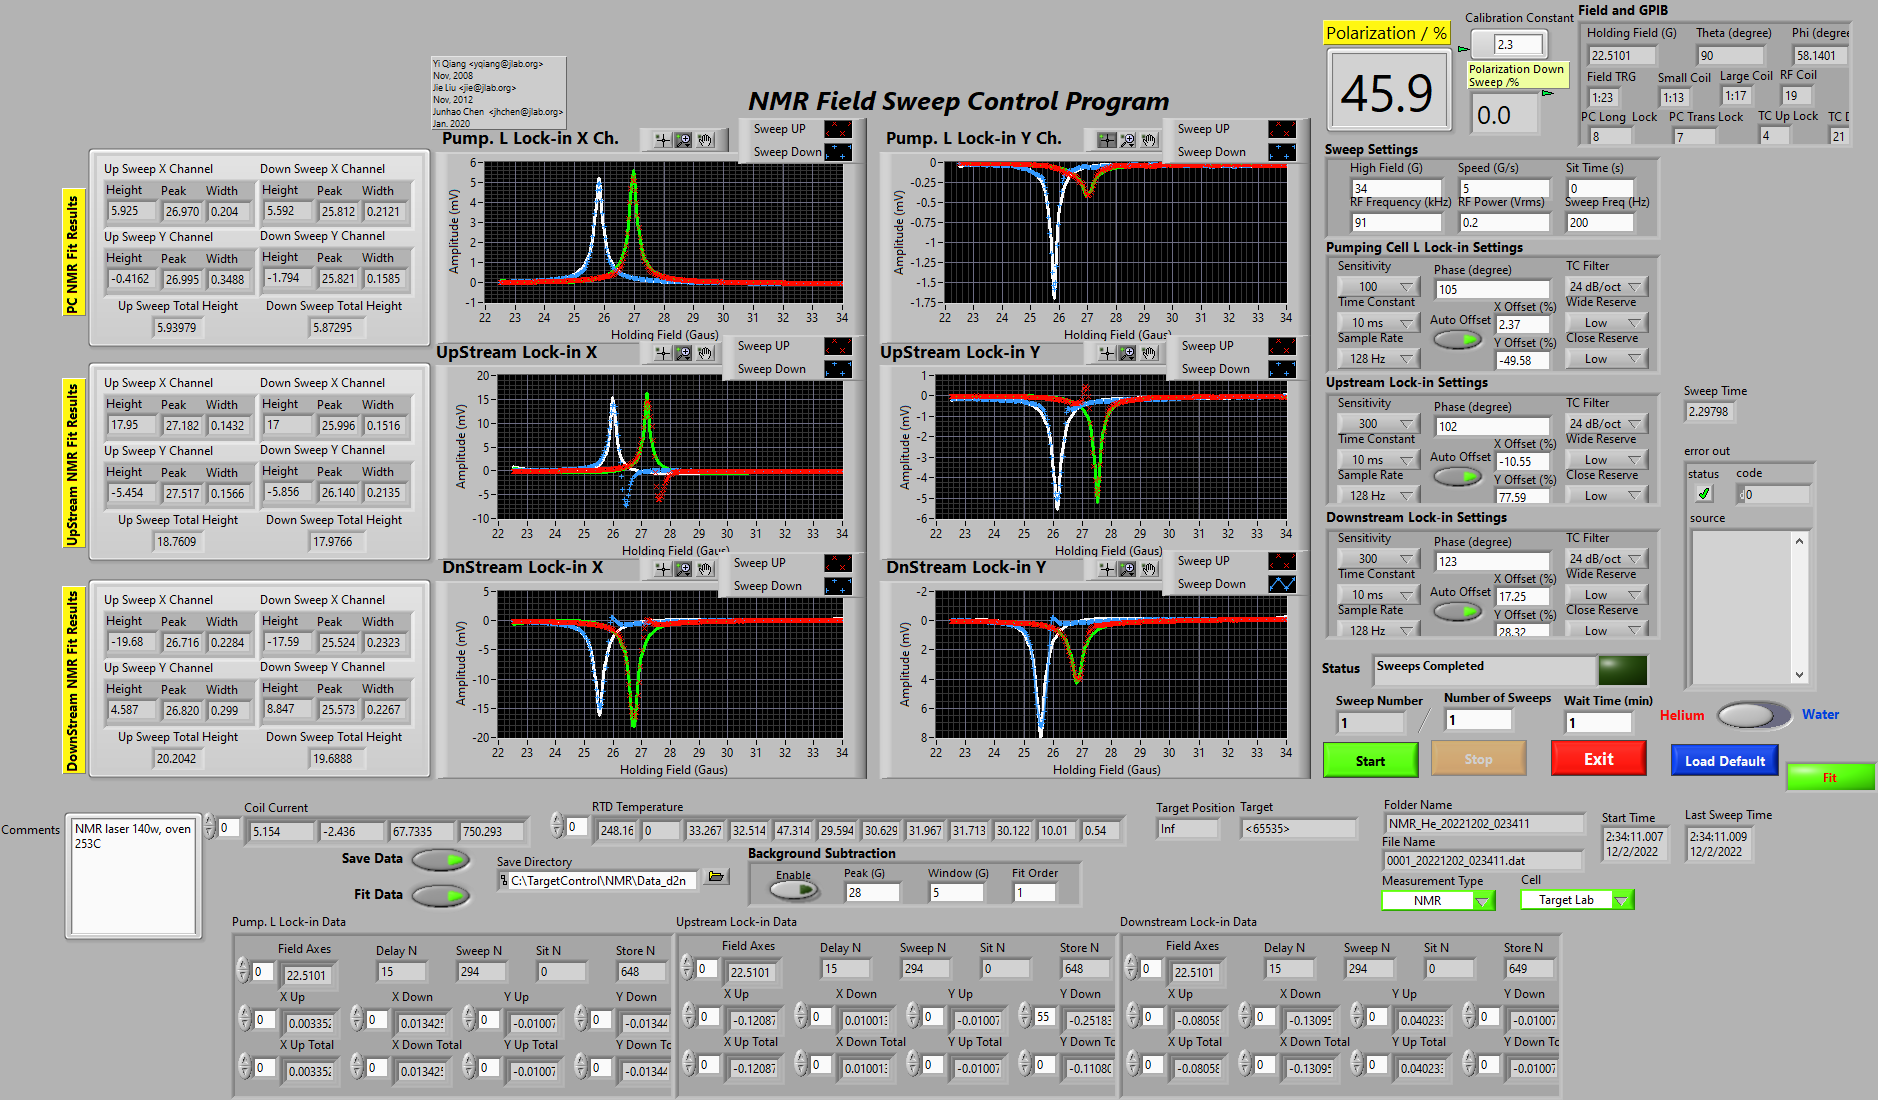 Yi Qiang <yqiang@jlab.org>
Nov, 2008
Jie Liu <jie@jlab.org>
Nov, 2012
Junhao Chen <jhchen@jlab.org>
Jan. 2020
NMR Field Sweep Control Program
Polarization / %
45.9
Calibration Constant
2.3
Polarization Down
Sweep /%
0.0
Field and GPIB
Holding Field (G) Theta (degree) Phi (degree
22.5101 90 58.1401
Field TRG Small Coil Large Coil RF Coil
1:23 1:13 1:17 19
PC Long Lock PC Trans Lock TC Up Lock TC D
8 7 4 21
PC NMR Fit Results
Up Sweep X Channel Down Sweep X Channel
Height Peak Width Height Peak Width
5.925 26.970 0.204 5.592 25.812 0.2121
Up Sweep Y Channel Down Sweep Y Channel
Height Peak Width Height Peak Width
-0.4162 26.995 0.3488 -1.794 25.821 0.1585
Up Sweep Total Height Down Sweep Total Height
5.93979 5.87295
Pump. L Lock-in X Ch.
Sweep UP
Sweep Down
Amplitude (mV)
6
5
4
3
2
1
0
-1
22 23 24 25 26 27 28 29 30 31 32 33 34
Holding Field (Gaus)
Pump. L Lock-in Y Ch.
Sweep UP
Sweep Down
Amplitude (mV)
0
-0.25
-0.5
-0.75
-1
-1.25
-1.5
-1.75
22 23 24 25 26 27 28 29 30 31 32 33 34
Holding Field (Gaus)
UpStream NMR Fit Results
Up Sweep X Channel Down Sweep X Channel
Height Peak Width Height Peak Width
17.95 27.182 0.1432 17 25.996 0.1516
Up Sweep Y Channel Down Sweep Y Channel
Height Peak Width Height Peak Width
-5.454 27.517 0.1566 -5.856 26.140 0.2135
Up Sweep Total Height Down Sweep Total Height
18.7609 17.9766
UpStream Lock-in X
Sweep UP
Sweep Down
Amplitude (mV)
20
15
10
5
0
-5
-10
22 23 24 25 26 27 28 29 30 31 32 33 34
Holding Field (Gaus)
UpStream Lock-in Y
Sweep UP
Sweep Down
Amplitude (mV)
1
0
-1
-2
-3
-4
-5
-6
22 23 24 25 26 27 28 29 30 31 32 33 34
Holding Field (Gaus)
DownStream NMR Fit Results
Up Sweep X Channel Down Sweep X Channel
Height Peak Width Height Peak Width
-19.68 26.716 0.2284 -17.59 25.524 0.2323
Up Sweep Y Channel Down Sweep Y Channel
Height Peak Width Height Peak Width
4.587 26.820 0.299 8.847 25.573 0.2267
Up Sweep Total Height Down Sweep Total Height
20.2042 19.6888
DnStream Lock-in X
Sweep UP
Sweep Down
Amplitude (mV)
5
0
-5
-10
-15
-20
22 23 24 25 26 27 28 29 30 31 32 33 34
Holding Field (Gaus)
DnStream Lock-in Y
Sweep UP
Sweep Down
Amplitude (mV)
-2
0
2
4
6
8
22 23 24 25 26 27 28 29 30 31 32 33 34
Holding Field (Gaus)
Sweep Settings
High Field (G) Speed (G/s) Sit Time (s)
34 5 0
RF Frequency (kHz) RF Power (Vrms) Sweep Freq (Hz)
91 0.2 200
Pumping Cell L Lock-in Settings
Sensitivity Phase (degree) TC Filter
100 105 24 dB/oct
Time Constant X Offset (%) Wide Reserve
10 ms Auto Offset 2.37 Low
Sample Rate Y Offset (%) Close Reserve
128 Hz -49.58 Low
Upstream Lock-in Settings
Sensitivity Phase (degree) TC Filter
300 102 24 dB/oct
Time Constant X Offset (%) Wide Reserve
10 ms Auto Offset -10.55 Low
Sample Rate Y Offset (%) Close Reserve
128 Hz 77.59 Low
Downstream Lock-in Settings
Sensitivity Phase (degree) TC Filter
300 123 24 dB/oct
Time Constant X Offset (%) Wide Reserve
10 ms Auto Offset 17.25 Low
Sample Rate Y Offset (%) Close Reserve
128 Hz 28.32 Low
Sweep Time
2.29798
error out
status code
0
source
Status Sweeps Completed
Sweep Number Number of Sweeps Wait Time (min)
1 / 1 1
Helium Water
Start Stop Exit Load Default Fit
Comments
NMR laser 140w, oven
253C
Coil Current
0 5.154 -2.436 67.7335 750.293
RTD Temperature
0 248.16 0 33.267 32.514 47.314 29.594 30.629 31.967 31.713 30.122 10.01 0.54
Target Position Target
Inf <65535>
Folder Name
NMR_He_20221202_023411
File Name
0001_20221202_023411.dat
Start Time Last Sweep Time
2:34:11.007 2:34:11.009
12/2/2022 12/2/2022
Measurement Type Cell
NMR Target Lab
Save Data
Fit Data
Save Directory
C:\TargetControl\NMR\Data_d2n
Background Subtraction
Enable Peak (G) Window (G) Fit Order
28 5 1
Pump. L Lock-in Data
Field Axes Delay N Sweep N Sit N Store N
0 22.5101 15 294 0 648
X Up X Down Y Up Y Down
0 0.003352 0 0.013425 0 -0.01007 0 -0.01344
X Up Total X Down Total Y Up Total Y Down To
0 0.003352 0 0.013425 0 -0.01007 0 -0.01344
Upstream Lock-in Data
Field Axes Delay N Sweep N Sit N Store N
0 22.5101 15 294 0 648
X Up X Down Y Up Y Down
0 -0.12087 0 0.010013 0 -0.01007 55 -0.25183
X Up Total X Down Total Y Up Total Y Down Tc
0 -0.12087 0 0.010013 0 -0.01007 0 -0.11080
Downstream Lock-in Data
Field Axes Delay N Sweep N Sit N Store N
0 22.5101 15 294 0 649
X Up X Down Y Up Y Down
0 -0.08058 0 -0.13095 0 0.040233 0 -0.01007
X Up Total X Down Total Y Up Total Y Down Tc
0 -0.08058 0 -0.13095 0 0.040233 0 -0.01007